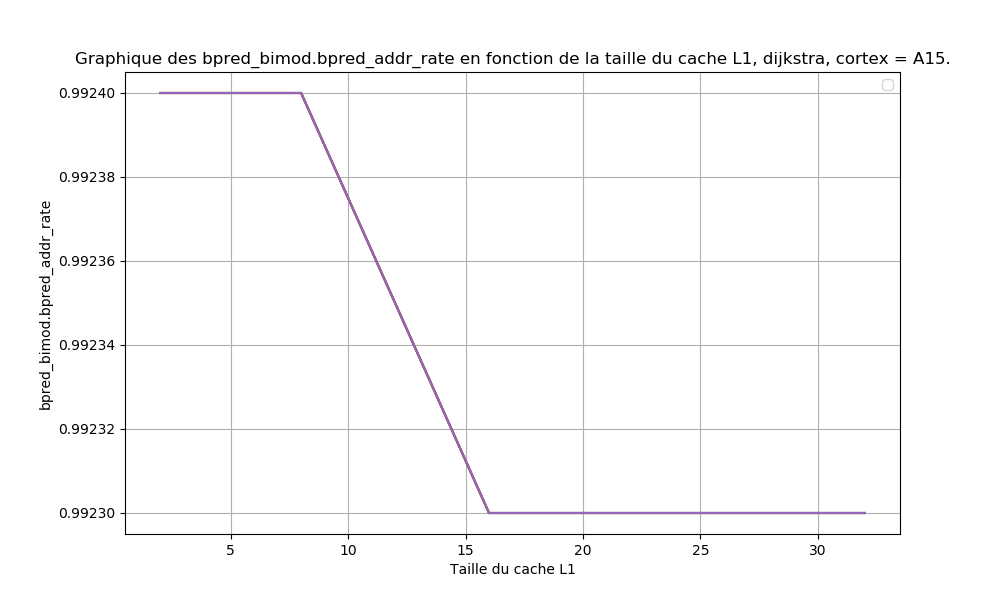 Graphique des bpred_bimod.bpred_addr_rate en fonction de la taille du cache L1, dijkstra, cortex = A15.
0.99240
0.99238
0.99236
0.99234
0.99232
0.99230
bpred_bimod.bpred_addr_rate
5 10 15 20 25 30
Taille du cache L1